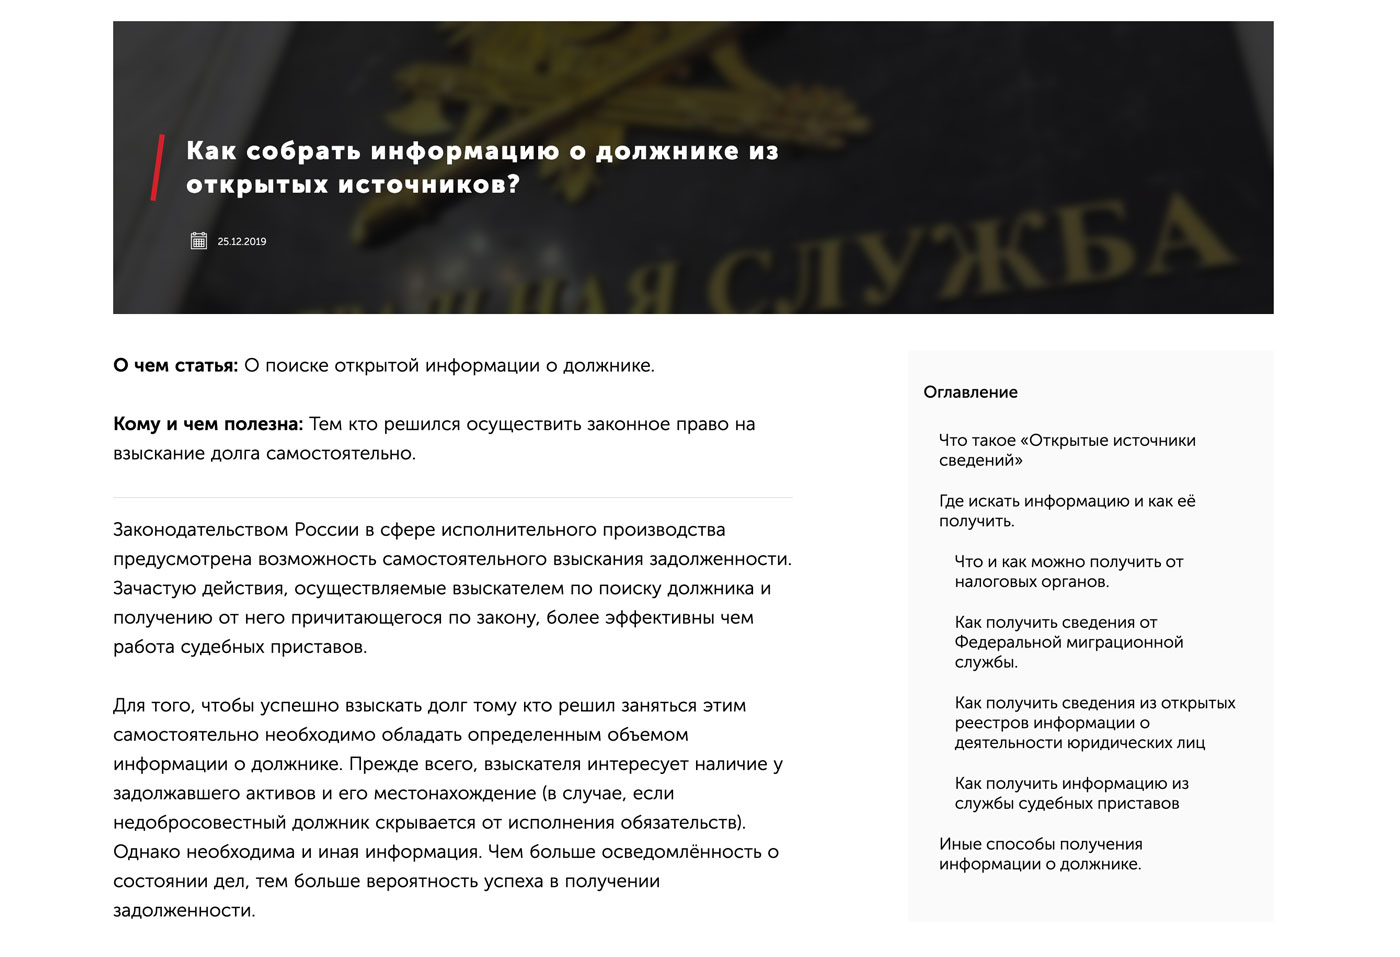 Как собрать информацию о должнике из
открытых источников?
25.12.2019
СЛУЖБА
О чем статья: О поиске открытой информации о должнике.
Кому и чем полезна: Тем кто решился осуществить законное право на
взыскание долга самостоятельно.
Законодательством России в сфере исполнительного производства
предусмотрена возможность самостоятельного взыскания задолженности.
Зачастую действия, осуществляемые взыскателем по поиску должника и
получению от него причитающегося по закону, более эффективны чем
работа судебных приставов.
Для того, чтобы успешно взыскать долг тому кто решил заняться этим
самостоятельно необходимо обладать определенным объемом
информации о должнике. Прежде всего, взыскателя интересует наличие у
задолжавшего активов и его местонахождение (в случае, если
недобросовестный должник скрывается от исполнения обязательств).
Однако необходима и иная информация. Чем больше осведомлённость о
состоянии дел, тем больше вероятность успеха в получении
задолженности.
Оглавление
Что такое «Открытые источники
сведений»
Где искать информацию и как её
получить.
Что и как можно получить от
налоговых органов.
Как получить сведения от
Федеральной миграционной
службы.
Как получить сведения из открытых
реестров информации о
деятельности юридических лиц
Как получить информацию из
службы судебных приставов
Иные способы получения
информации о должнике.